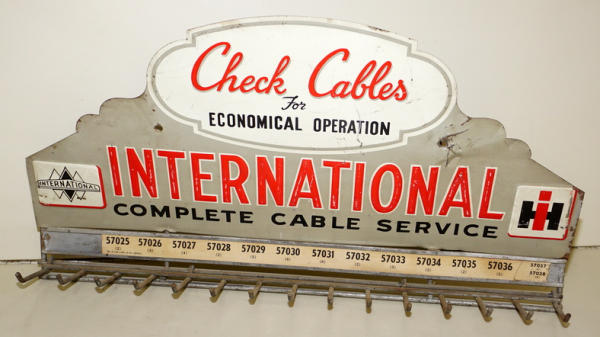 Check Cables
For
ECONOMICAL OPERATION
INTERNATIONAL
INTERNATIONAL
COMPLETE CABLE SERVICE
IH
57025 57026 57027 57028 57029 57030 57031 57032 57033 57034 57035 57036 57037
57038